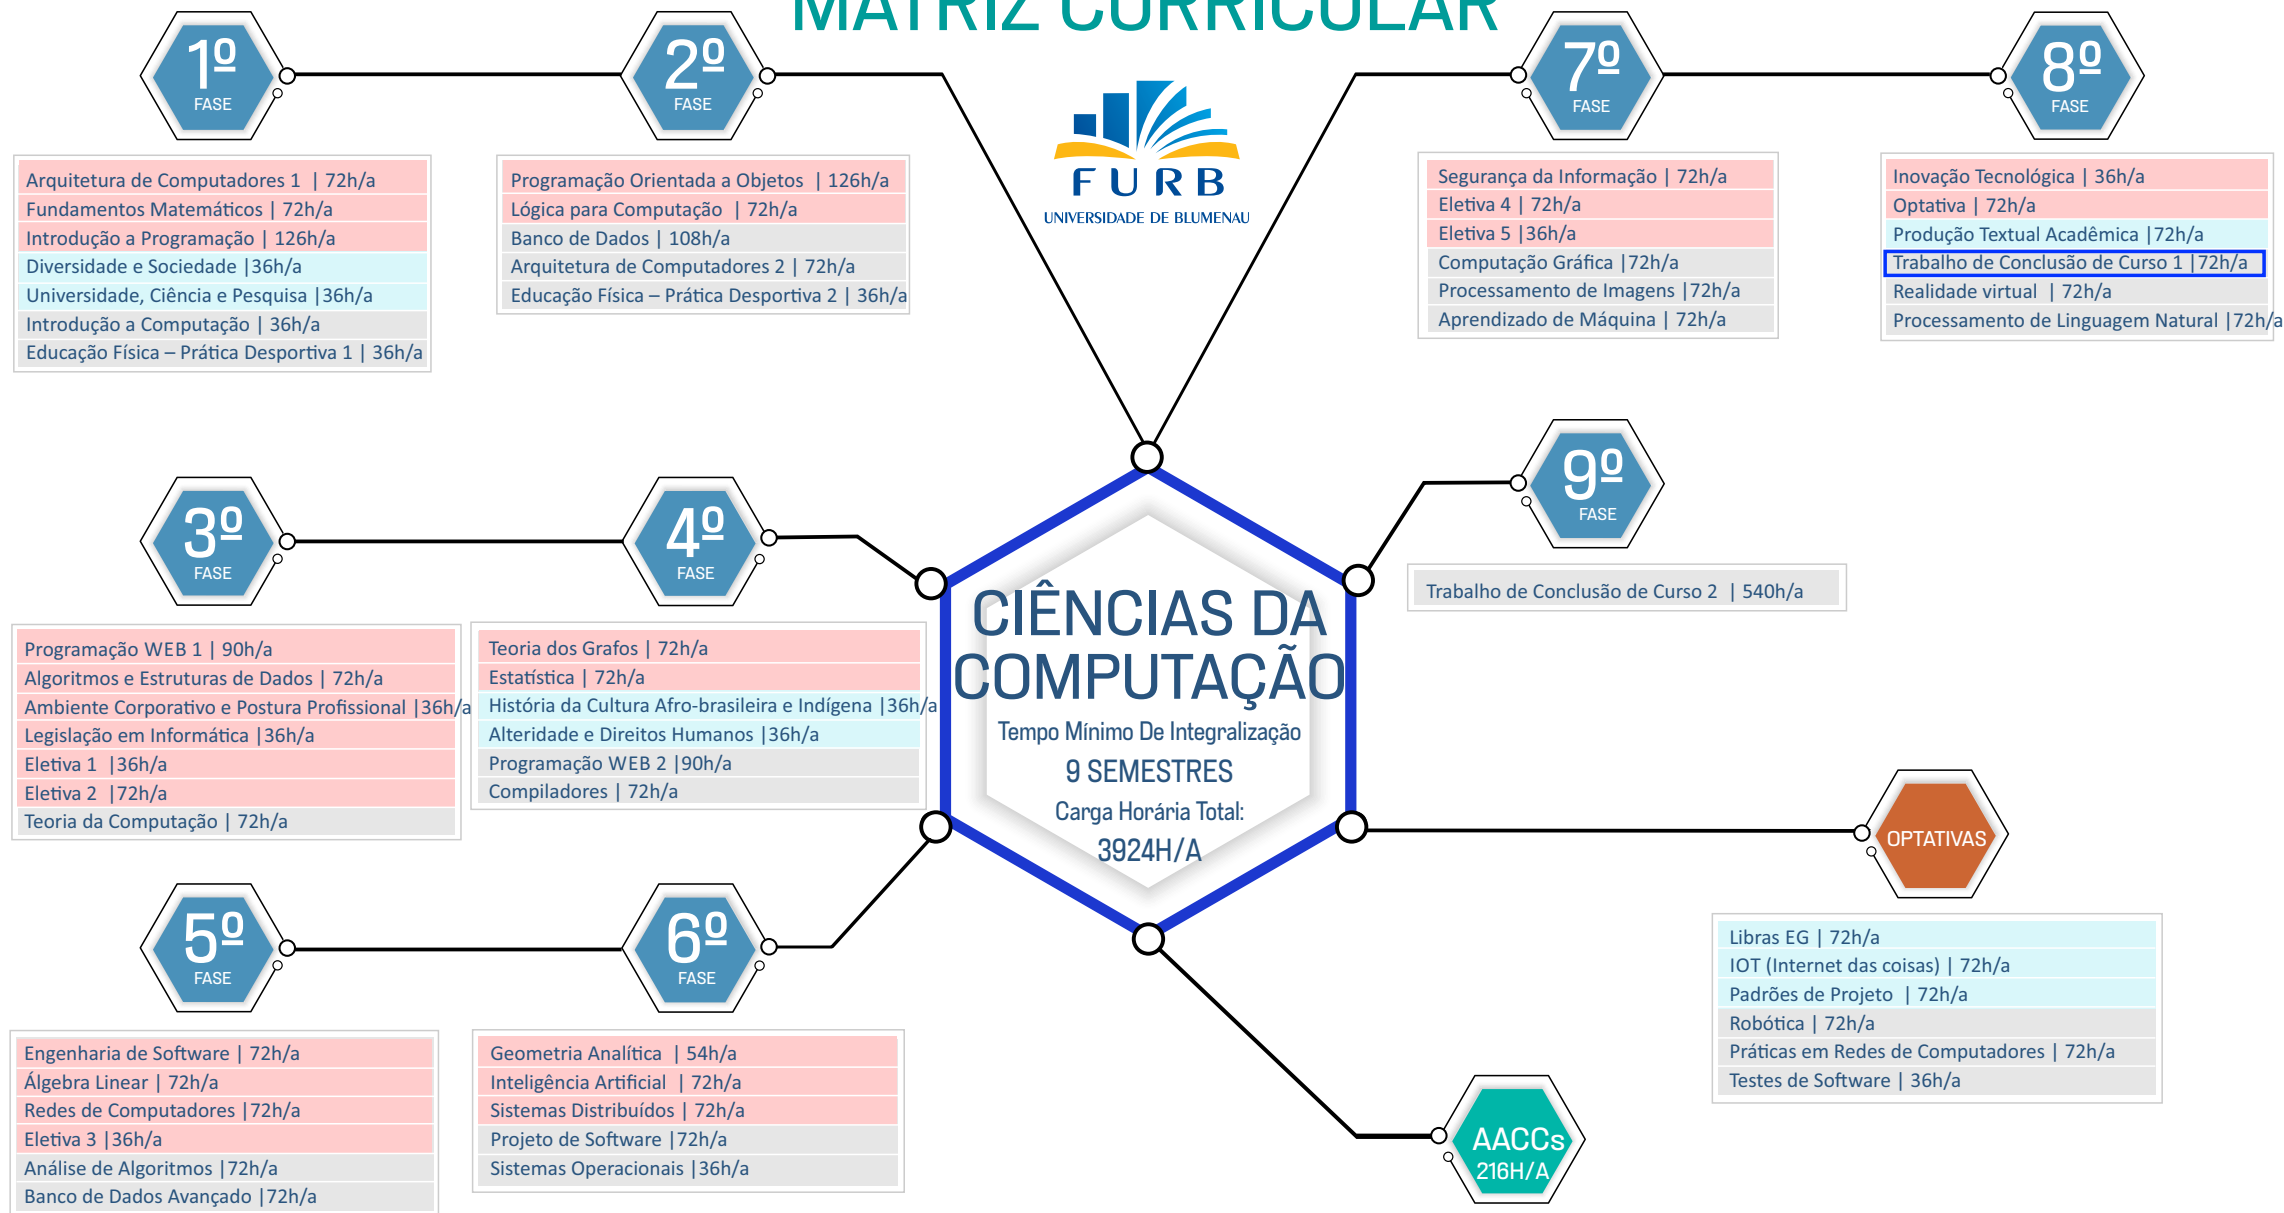 MATRIZ CURRICULAR
1º
FASE
Arquitetura de Computadores 1 | 72h/a
Fundamentos Matemáticos | 72h/a
Introdução a Programação | 126h/a
Diversidade e Sociedade |36h/a
Universidade, Ciência e Pesquisa |36h/a
Introdução a Computação | 36h/a
Educação Física – Prática Desportiva 1 | 36h/a
2º
FASE
Programação Orientada a Objetos | 126h/a
Lógica para Computação | 72h/a
Banco de Dados | 108h/a
Arquitetura de Computadores 2 | 72h/a
Educação Física – Prática Desportiva 2 | 36h/a
FURB
UNIVERSIDADE DE BLUMENAU
7º
FASE
Segurança da Informação | 72h/a
Eletiva 4 | 72h/a
Eletiva 5 |36h/a
Computação Gráfica |72h/a
Processamento de Imagens |72h/a
Aprendizado de Máquina | 72h/a
8º
FASE
Inovação Tecnológica | 36h/a
Optativa | 72h/a
Produção Textual Acadêmica |72h/a
Trabalho de Conclusão de Curso 1 |72h/a
Realidade virtual | 72h/a
Processamento de Linguagem Natural |72h/a
3º
FASE
Programação WEB 1 | 90h/a
Algoritmos e Estruturas de Dados | 72h/a
Ambiente Corporativo e Postura Profissional |36h/a
Legislação em Informática |36h/a
Eletiva 1 |36h/a
Eletiva 2 |72h/a
Teoria da Computação | 72h/a
4º
FASE
Teoria dos Grafos | 72h/a
Estatística | 72h/a
História da Cultura Afro-brasileira e Indígena |36h/a
Alteridade e Direitos Humanos |36h/a
Programação WEB 2 |90h/a
Compiladores | 72h/a
CIÊNCIAS DA
COMPUTAÇÃO
Tempo Mínimo De Integralização
9 SEMESTRES
Carga Horária Total:
3924H/A
9º
FASE
Trabalho de Conclusão de Curso 2 | 540h/a
5º
FASE
Engenharia de Software | 72h/a
Álgebra Linear | 72h/a
Redes de Computadores |72h/a
Eletiva 3 |36h/a
Análise de Algoritmos |72h/a
Banco de Dados Avançado |72h/a
6º
FASE
Geometria Analítica | 54h/a
Inteligência Artificial | 72h/a
Sistemas Distribuídos | 72h/a
Projeto de Software |72h/a
Sistemas Operacionais |36h/a
OPTATIVAS
Libras EG | 72h/a
IOT (Internet das coisas) | 72h/a
Padrões de Projeto | 72h/a
Robótica | 72h/a
Práticas em Redes de Computadores | 72h/a
Testes de Software | 36h/a
AACCs
216H/A